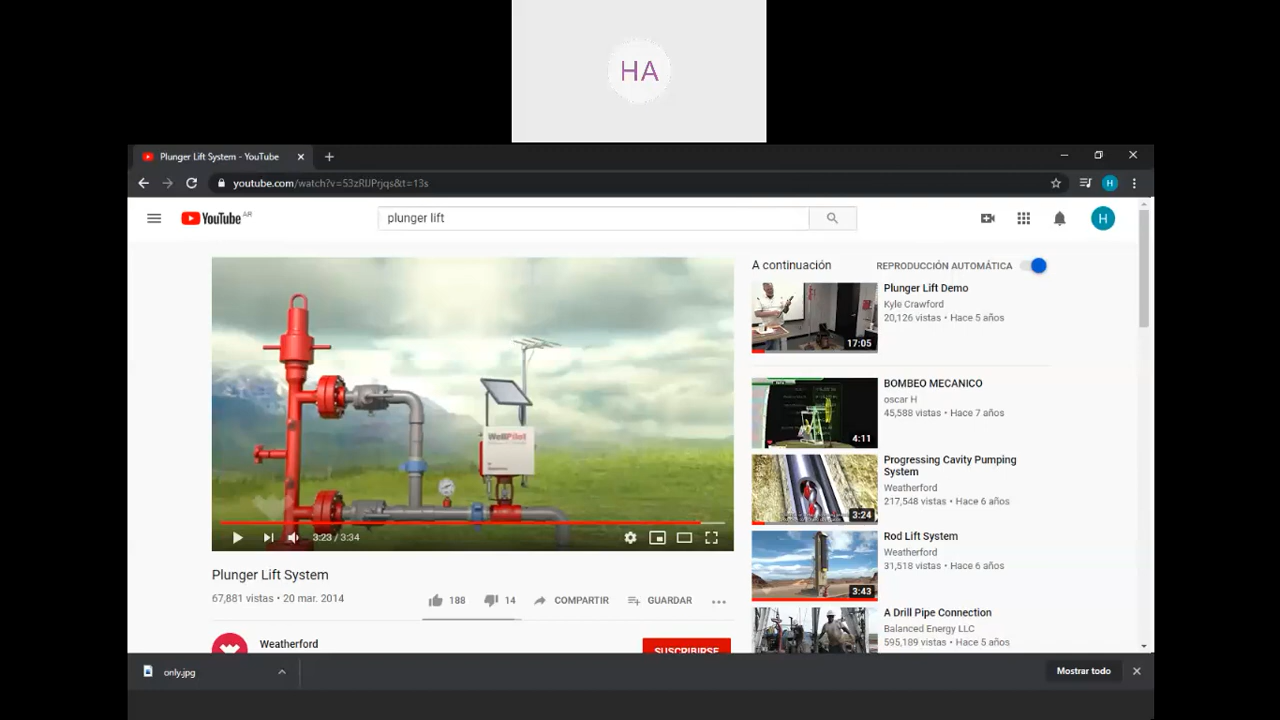 HA
Plunger Lift System - YouTube
youtube.com/watch?v=53zRlJPrjqs&t=13s
H
YouTube AR
plunger lift
H
WellPilot
3:23 / 3:34
Plunger Lift System
67,881 vistas • 20 mar. 2014
188
14
COMPARTIR
GUARDAR
Weatherford
SUSCRIBIRSE
A continuación
REPRODUCCIÓN AUTOMÁTICA
17:05
Plunger Lift Demo
Kyle Crawford
20,126 vistas • Hace 5 años
4:11
BOMBEO MECANICO
oscar H
45,588 vistas • Hace 7 años
3:24
Progressing Cavity Pumping
System
Weatherford
217,548 vistas • Hace 6 años
3:43
Rod Lift System
Weatherford
31,518 vistas • Hace 6 años
A Drill Pipe Connection
Balanced Energy LLC
595,189 vistas • Hace 5 años
only.jpg
Mostrar todo